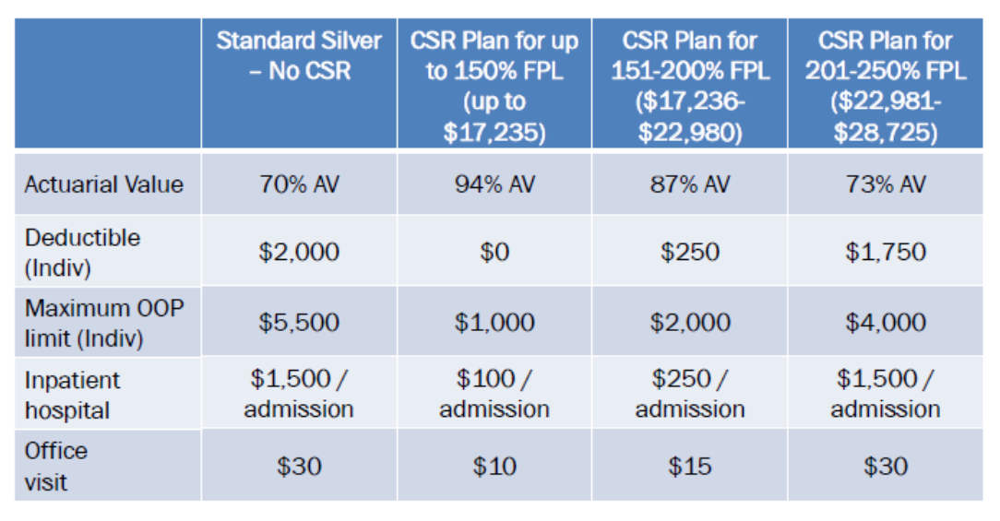 Standard Silver – No CSR
CSR Plan for up to 150% FPL (up to $17,235)
CSR Plan for 151-200% FPL ($17,236-$22,980)
CSR Plan for 201-250% FPL ($22,981-$28,725)
Actuarial Value
70% AV
94% AV
87% AV
73% AV
Deductible (Indiv)
$2,000
$0
$250
$1,750
Maximum OOP limit (Indiv)
$5,500
$1,000
$2,000
$4,000
Inpatient hospital
$1,500 / admission
$100 / admission
$250 / admission
$1,500 / admission
Office visit
$30
$10
$15
$30